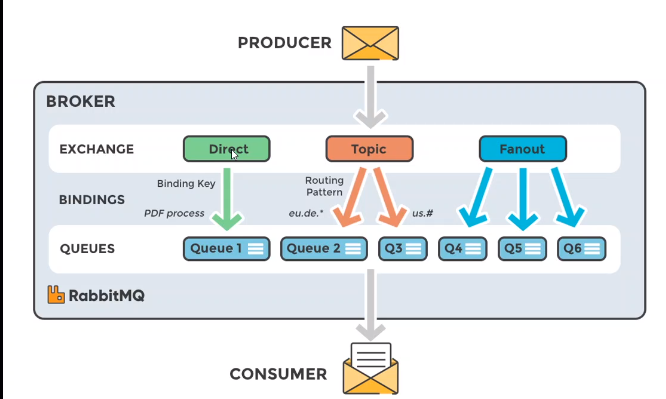 PRODUCER
BROKER
EXCHANGE
Direct
Topic
Fanout
BINDINGS
Binding Key
PDF process
Routing
Pattern
eu.de.*
us.#
QUEUES
Queue 1
Queue 2
Q3
Q4
Q5
Q6
RabbitMQ
CONSUMER